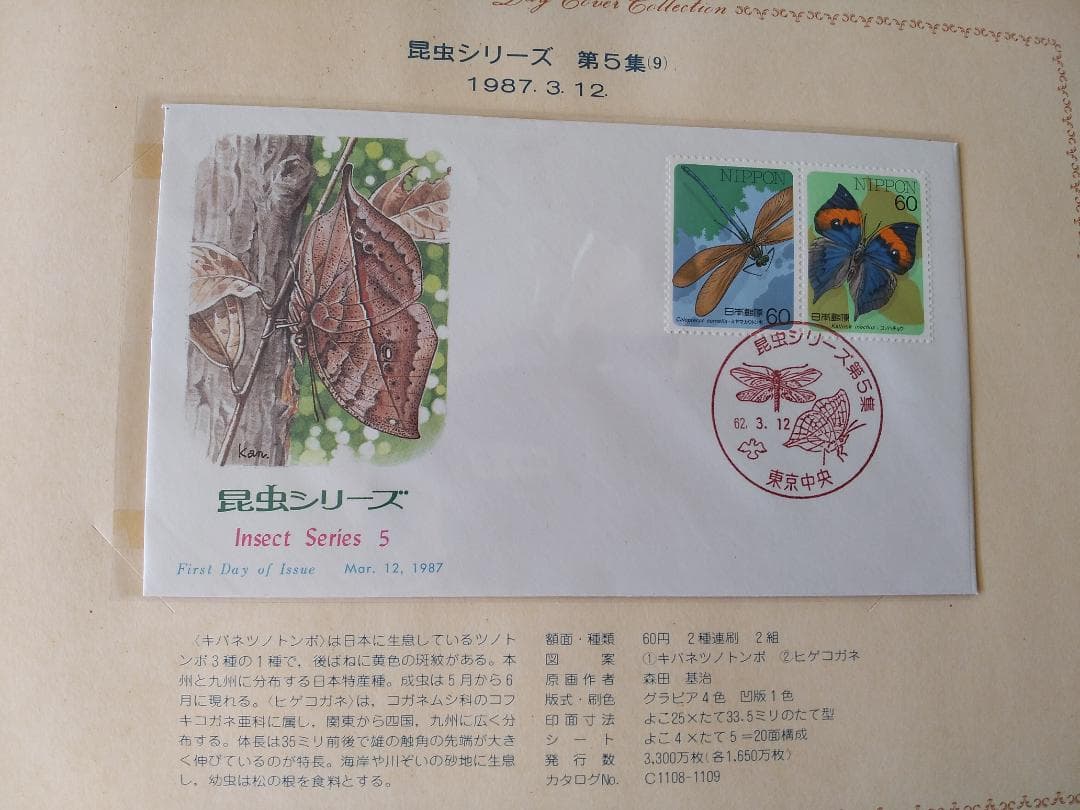 Day Cover Collection
昆虫シリーズ 第5集(9)
1987. 3. 12.
NIPPON
60
日本郵便
NIPPON
60
日本郵便
昆虫シリーズ第5集
62. 3. 12
東京中央
Kan.
昆虫シリーズ
Insect Series 5
First Day of Issue Mar. 12, 1987
〈キバネツノトンボ〉は日本に生息しているツノト
ンボ3種の1種で，後ばねに黄色の斑紋がある。本
州と九州に分布する日本特産種。成虫は5月から6
月に現れる。〈ヒゲコガネ〉は，コガネムシ科のコフ
キコガネ亜科に属し，関東から四国，九州に広く分
布する。体長は35ミリ前後で雄の触角の先端が大き
く伸びているのが特長。海岸や川ぞいの砂地に生息
し，幼虫は松の根を食料とする。
額面・種類 60円 2種連刷 2組
図案 ①キバネツノトンボ ②ヒゲコガネ
原画作者 森田 基治
版式・刷色 グラビア4色 凹版1色
印面寸法 よこ25×たて33.5ミリのたて型
シート よこ4×たて5＝20面構成
発行数 3,300万枚(各1,650万枚)
カタログNo. C1108-1109